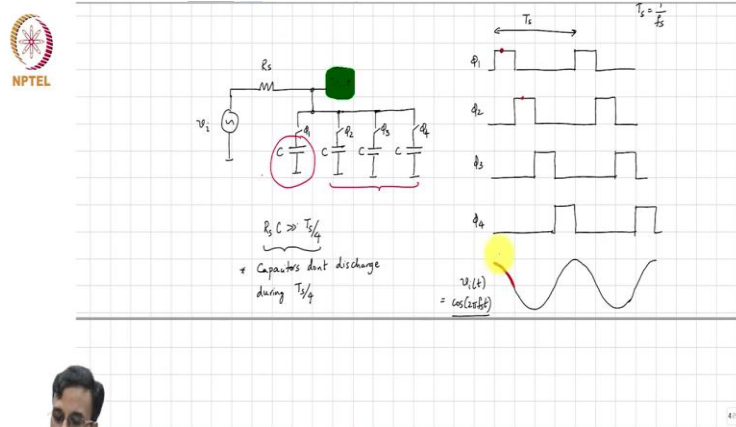 NPTEL
Ts = 1/fs
Ts
Rs
vi
ϕ1 ϕ2 ϕ3 ϕ4
C C C C
ϕ1
ϕ2
ϕ3
ϕ4
RsC >> Ts/4
* Capacitors dont discharge
during Ts/4
vi(t)
= cos(2πfst)